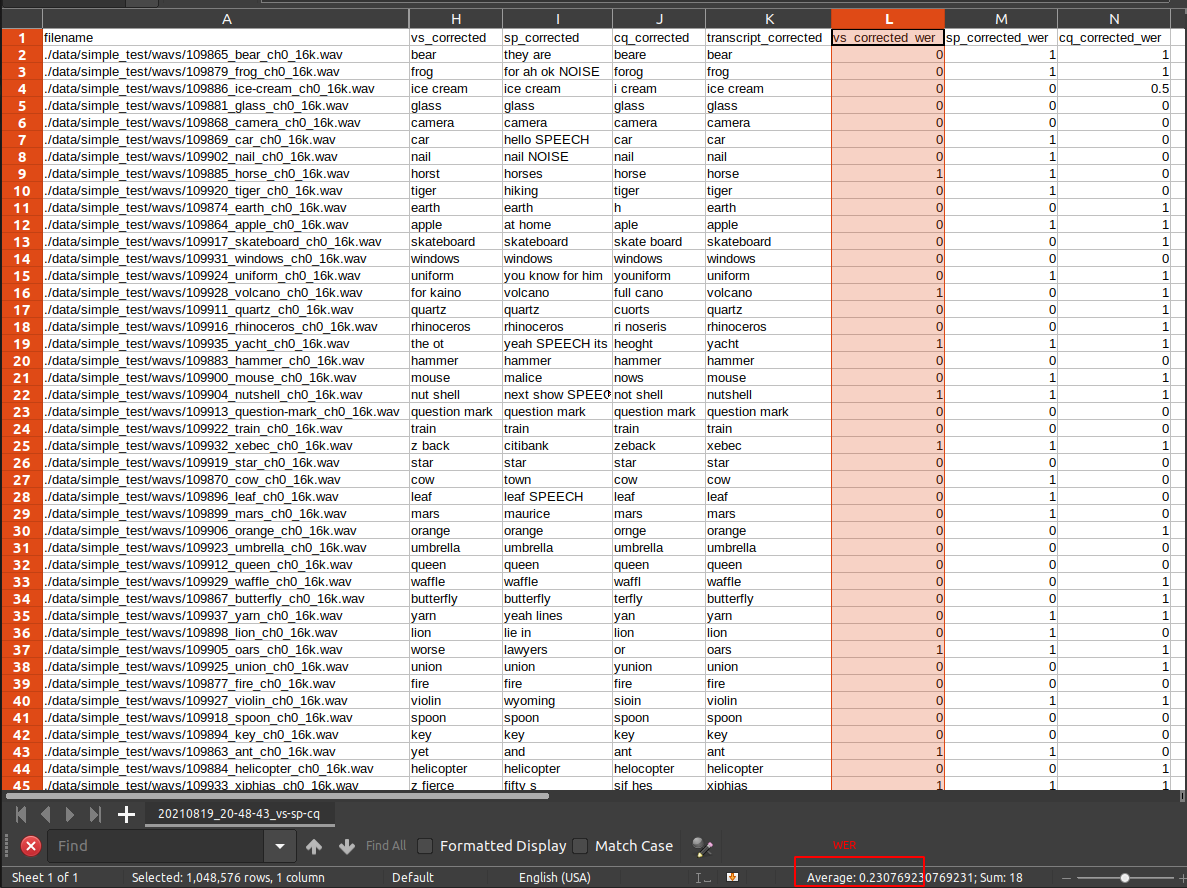 A H I J K L M N
1 filename vs_corrected sp_corrected cq_corrected transcript_corrected vs_corrected_wer sp_corrected_wer cq_corrected_wer
2 ./data/simple_test/wavs/109865_bear_ch0_16k.wav bear they are beare bear 0 1 1
3 ./data/simple_test/wavs/109879_frog_ch0_16k.wav frog for ah ok NOISE forog frog 0 1 1
4 ./data/simple_test/wavs/109886_ice-cream_ch0_16k.wav ice cream ice cream i cream ice cream 0 0 0.5
5 ./data/simple_test/wavs/109881_glass_ch0_16k.wav glass glass glass glass 0 0 0
6 ./data/simple_test/wavs/109868_camera_ch0_16k.wav camera camera camera camera 0 0 0
7 ./data/simple_test/wavs/109869_car_ch0_16k.wav car hello SPEECH car car 0 1 0
8 ./data/simple_test/wavs/109902_nail_ch0_16k.wav nail nail NOISE nail nail 0 1 0
9 ./data/simple_test/wavs/109885_horse_ch0_16k.wav horst horses horse horse 1 1 0
10 ./data/simple_test/wavs/109920_tiger_ch0_16k.wav tiger hiking tiger tiger 0 1 0
11 ./data/simple_test/wavs/109874_earth_ch0_16k.wav earth earth h earth 0 0 1
12 ./data/simple_test/wavs/109864_apple_ch0_16k.wav apple at home aple apple 0 1 1
13 ./data/simple_test/wavs/109917_skateboard_ch0_16k.wav skateboard skateboard skate board skateboard 0 0 1
14 ./data/simple_test/wavs/109931_windows_ch0_16k.wav windows windows windows windows 0 0 0
15 ./data/simple_test/wavs/109924_uniform_ch0_16k.wav uniform you know for him youniform uniform 0 1 1
16 ./data/simple_test/wavs/109928_volcano_ch0_16k.wav for kaino volcano full cano volcano 1 0 1
17 ./data/simple_test/wavs/109911_quartz_ch0_16k.wav quartz quartz cuorts quartz 0 0 1
18 ./data/simple_test/wavs/109916_rhinoceros_ch0_16k.wav rhinoceros rhinoceros ri noseris rhinoceros 0 0 1
19 ./data/simple_test/wavs/109935_yacht_ch0_16k.wav the ot yeah SPEECH its heoght yacht 1 1 1
20 ./data/simple_test/wavs/109883_hammer_ch0_16k.wav hammer hammer hammer hammer 0 0 0
21 ./data/simple_test/wavs/109900_mouse_ch0_16k.wav mouse malice nows mouse 0 1 1
22 ./data/simple_test/wavs/109904_nutshell_ch0_16k.wav nut shell next show SPEEC not shell nutshell 1 1 1
23 ./data/simple_test/wavs/109913_question-mark_ch0_16k.wav question mark question mark question mark question mark 0 0 0
24 ./data/simple_test/wavs/109922_train_ch0_16k.wav train train train train 0 0 0
25 ./data/simple_test/wavs/109932_xebec_ch0_16k.wav z back citibank zeback xebec 1 1 1
26 ./data/simple_test/wavs/109919_star_ch0_16k.wav star star star star 0 0 0
27 ./data/simple_test/wavs/109870_cow_ch0_16k.wav cow town cow cow 0 1 0
28 ./data/simple_test/wavs/109896_leaf_ch0_16k.wav leaf leaf SPEECH leaf leaf 0 1 0
29 ./data/simple_test/wavs/109899_mars_ch0_16k.wav mars maurice mars mars 0 1 0
30 ./data/simple_test/wavs/109906_orange_ch0_16k.wav orange orange ornge orange 0 0 1
31 ./data/simple_test/wavs/109923_umbrella_ch0_16k.wav umbrella umbrella umbrella umbrella 0 0 0
32 ./data/simple_test/wavs/109912_queen_ch0_16k.wav queen queen queen queen 0 0 0
33 ./data/simple_test/wavs/109929_waffle_ch0_16k.wav waffle waffle waffl waffle 0 0 1
34 ./data/simple_test/wavs/109867_butterfly_ch0_16k.wav butterfly butterfly terfly butterfly 0 0 1
35 ./data/simple_test/wavs/109937_yarn_ch0_16k.wav yarn yeah lines yan yarn 0 1 1
36 ./data/simple_test/wavs/109898_lion_ch0_16k.wav lion lie in lion lion 0 1 0
37 ./data/simple_test/wavs/109905_oars_ch0_16k.wav worse lawyers or oars 1 1 1
38 ./data/simple_test/wavs/109925_union_ch0_16k.wav union union yunion union 0 0 1
39 ./data/simple_test/wavs/109877_fire_ch0_16k.wav fire fire fire fire 0 0 0
40 ./data/simple_test/wavs/109927_violin_ch0_16k.wav violin wyoming sioin violin 0 1 1
41 ./data/simple_test/wavs/109918_spoon_ch0_16k.wav spoon spoon spoon spoon 0 0 0
42 ./data/simple_test/wavs/109894_key_ch0_16k.wav key key key key 0 0 0
43 ./data/simple_test/wavs/109863_ant_ch0_16k.wav yet and ant ant 1 1 0
44 ./data/simple_test/wavs/109884_helicopter_ch0_16k.wav helicopter helicopter helocopter helicopter 0 0 1
45 ./data/simple_test/wavs/109933_xiphias_ch0_16k.wav z fierce fifty s sif hes xiphias 1 1 1
20210819_20-48-43_vs-sp-cq
Find Find All Formatted Display Match Case WER
Sheet 1 of 1 Selected: 1,048,576 rows, 1 column Default English (USA) Average: 0.230769230769231; Sum: 18